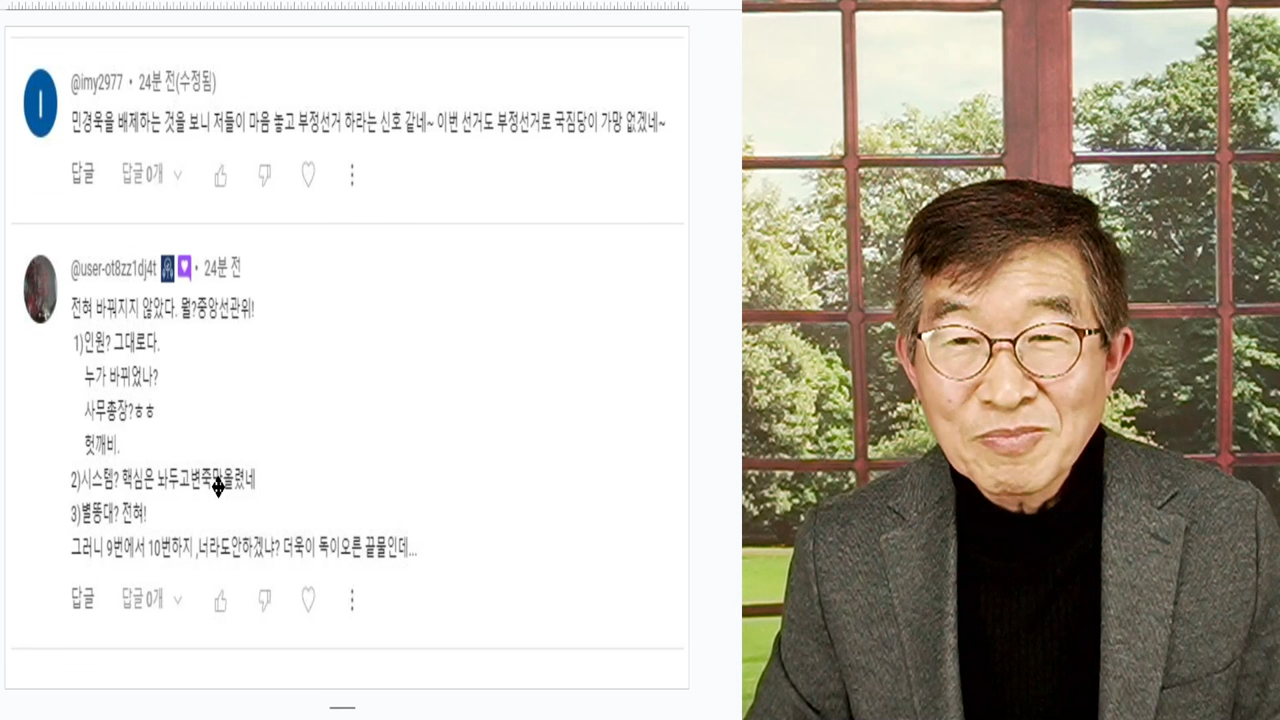 I
@imy2977 • 24분 전(수정됨)
민경욱을 배제하는 것을 보니 저들이 마음 놓고 부정선거 하라는 신호 같네~ 이번 선거도 부정선거로 국짐당이 가망 없겠네~
답글 답글 0개
@user-ot8zz1dj4t • 24분 전
전혀 바꿔지지 않았다. 뭘?중앙선관위!
1)인원? 그대로다.
누가 바뀌었나?
사무총장?ㅎㅎ
헛깨비.
2)시스템? 핵심은 놔두고변죽만울렸네
3)별똥대? 전혀!
그러니 9번에서 10번하지 ,너라도안하겠냐? 더욱이 독이오른 끝물인데...
답글 답글 0개